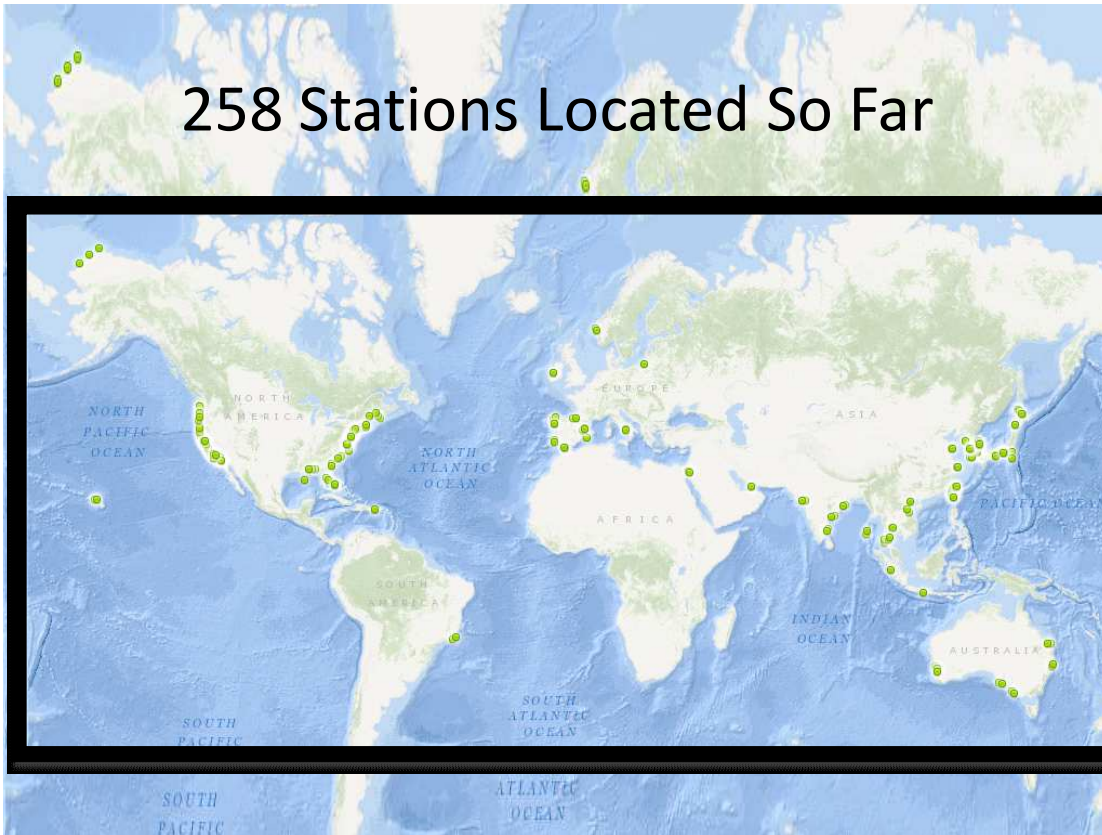 258 Stations Located So Far
NORTH
AMERICA
EUROPE
ASIA
NORTH
PACIFIC
OCEAN
NORTH
ATLANTIC
OCEAN
PACIFIC OCEAN
AFRICA
SOUTH
AMERICA
INDIAN
OCEAN
AUSTRALIA
SOUTH
ATLANTIC
OCEAN
SOUTH
PACIFIC
ATLANTIC
OCEAN
SOUTH
PACIFIC